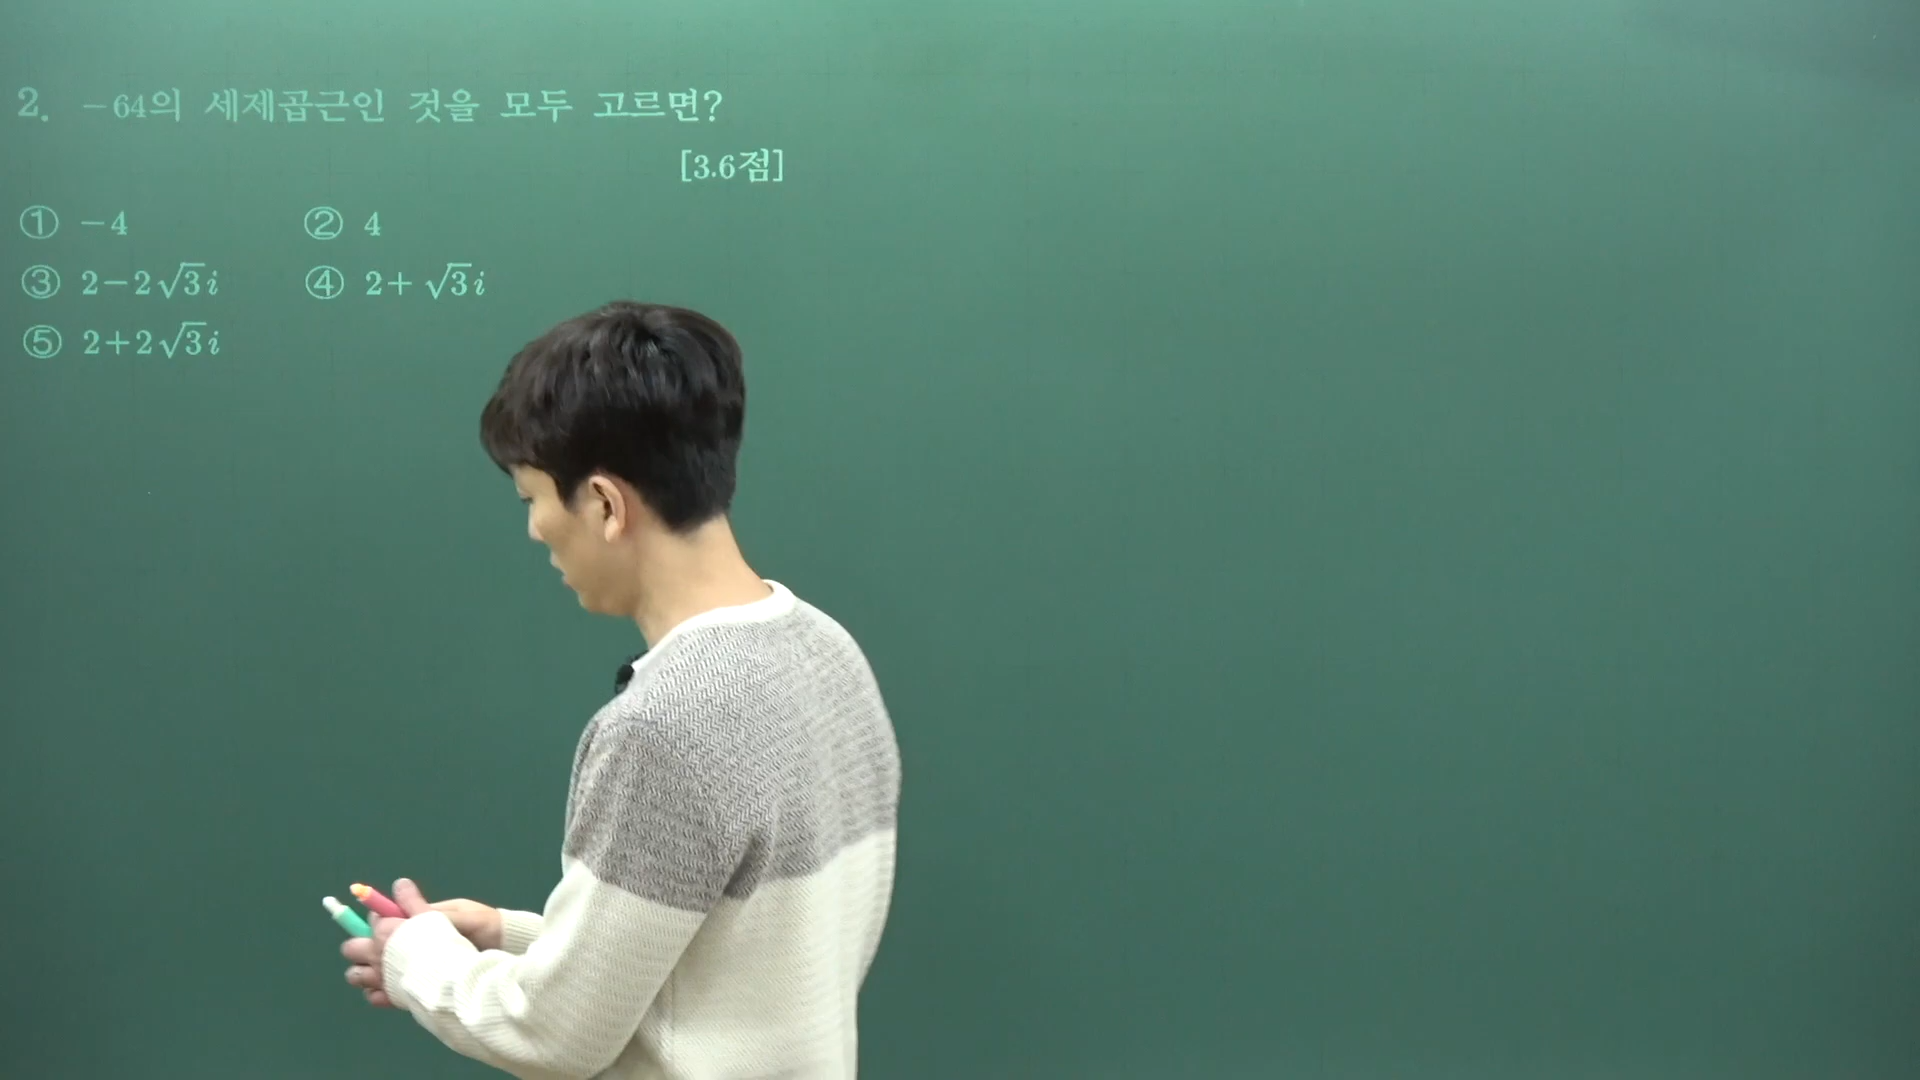 2. −64의 세제곱근인 것을 모두 고르면?
[3.6점]
① −4 ② 4
③ 2−2√3i ④ 2+√3i
⑤ 2+2√3i